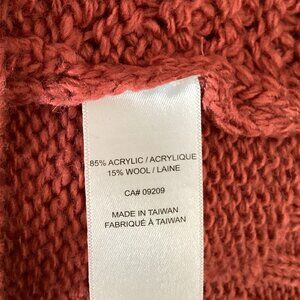 85% ACRYLIC / ACRYLIQUE
15% WOOL / LAINE
CA# 09209
MADE IN TAIWAN
FABRIQUÉ À TAIWAN